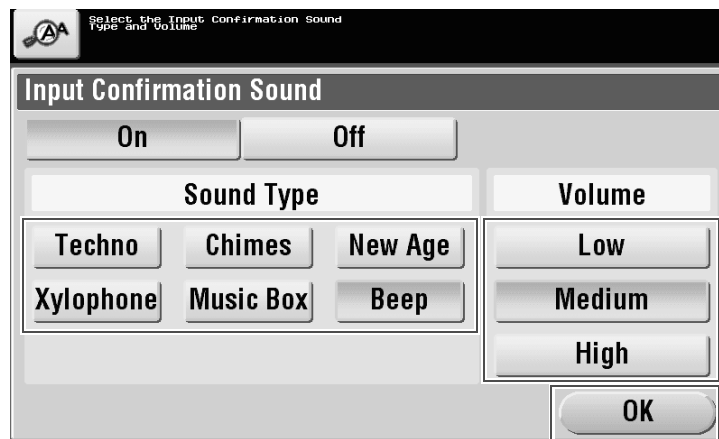 Select the Input Confirmation Sound
Type and Volume
AA
Input Confirmation Sound
On Off
Sound Type Volume
Techno Chimes New Age Low
Xylophone Music Box Beep Medium
High
OK